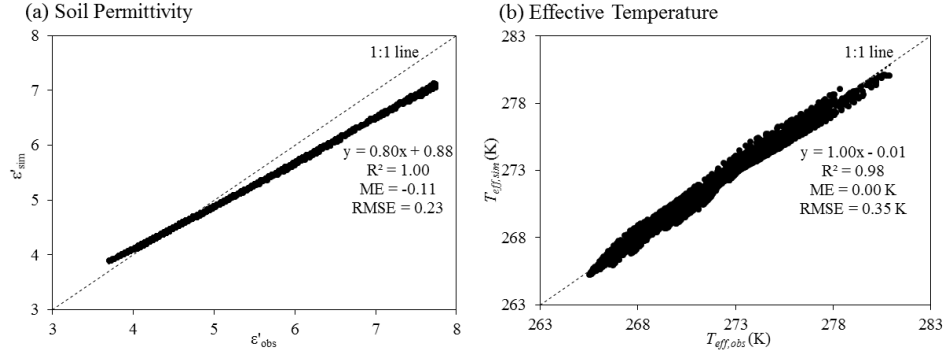 (a) Soil Permittivity
8
7
6
5
4
3
3 4 5 6 7 8
ε'sim
ε'obs
1:1 line
y = 0.80x + 0.88
R² = 1.00
ME = -0.11
RMSE = 0.23
(b) Effective Temperature
283
278
273
268
263
263 268 273 278 283
Teff,sim (K)
Teff,obs (K)
1:1 line
y = 1.00x - 0.01
R² = 0.98
ME = 0.00 K
RMSE = 0.35 K